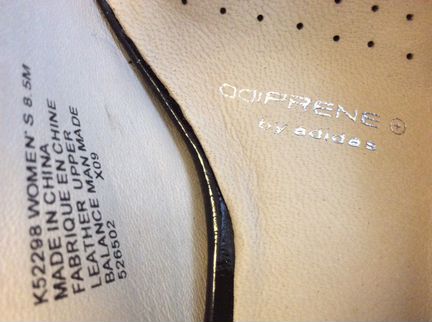 K52298 WOMEN' S 8.5M
MADE IN CHINA
FABRIQUE EN CHINE
FABRIC UPPER
LEATHER MAN MADE
BALANCE X09
526502
adiPRENE +
by adidas